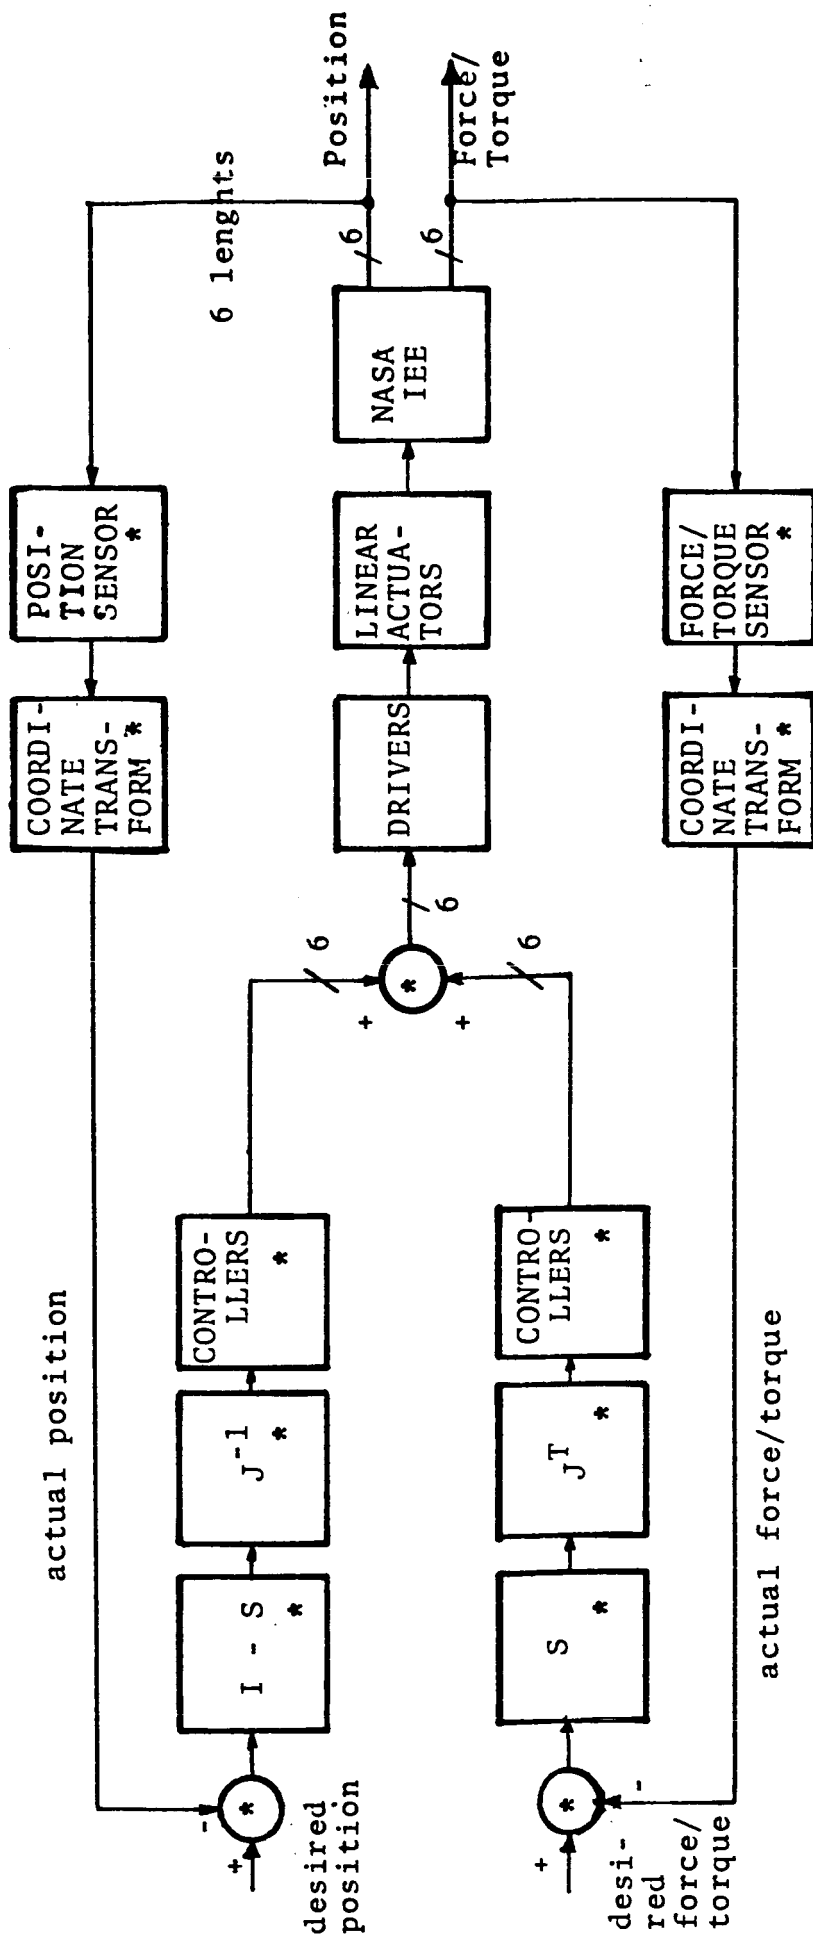 6 lenghts
POSI-
TION
SENSOR
*
COORDI-
NATE
TRANS-
FORM *
actual position
desired
position
+
-
*
I - S
*
J-1
*
CONTRO-
LLERS
*
6
+
*
+
6
6
DRIVERS
LINEAR
ACTUA-
TORS
NASA
IEE
6
Position
6
Force/
Torque
desi-
red
force/
torque
+
-
*
S
*
JT
*
CONTRO-
LLERS
*
actual force/torque
COORDI-
NATE
TRANS-
FORM *
FORCE/
TORQUE
SENSOR
*